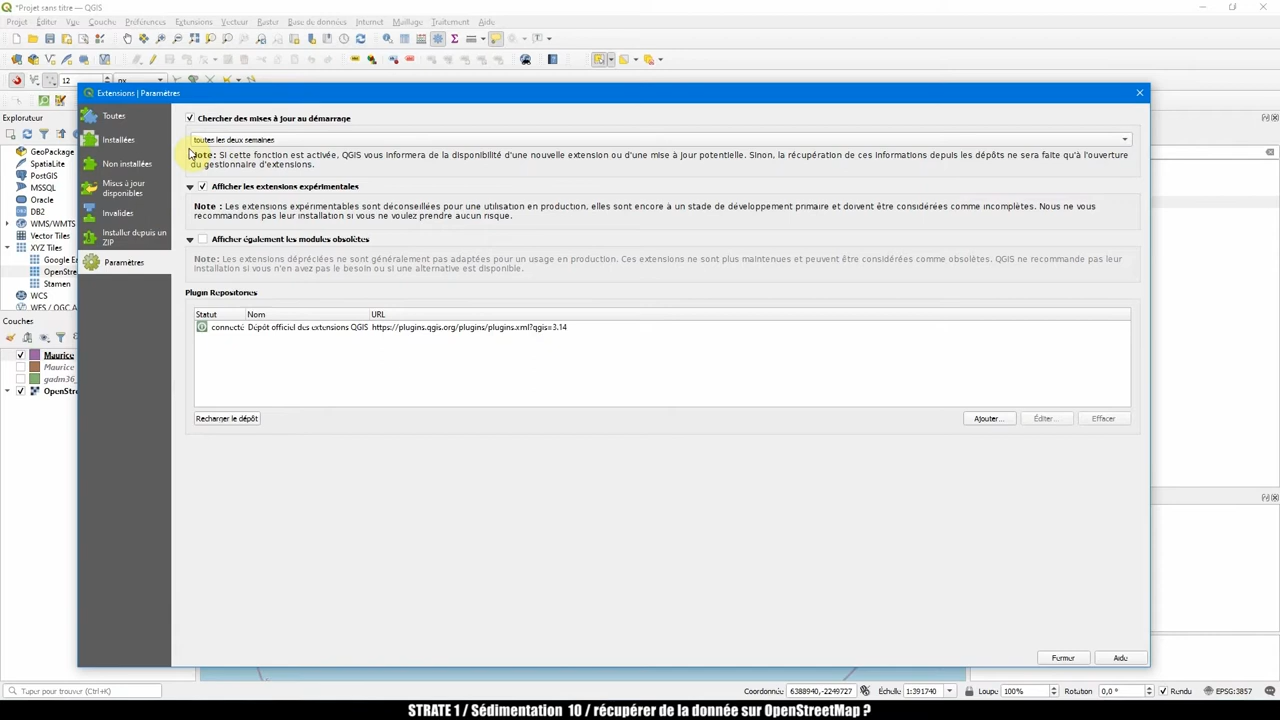 *Projet sans titre — QGIS
Projet Éditer Vue Couche Préférences Extensions Vecteur Raster Base de données Internet Maillage Traitement Aide
12 px
Extensions | Paramètres
Explorateur
GeoPackage
SpatiaLite
PostGIS
MSSQL
Oracle
DB2
WMS/WMTS
Vector Tiles
XYZ Tiles
Google Ea
OpenStre
Stamen
WCS
WFS / OGC A
Couches
Maurice
Maurice
gadm36_
OpenStre
Toutes
Installées
Non installées
Mises à jour
disponibles
Invalides
Installer depuis un
ZIP
Paramètres
Chercher des mises à jour au démarrage
toutes les deux semaines
Note: Si cette fonction est activée, QGIS vous informera de la disponibilité d'une nouvelle extension ou d'une mise à jour potentielle. Sinon, la récupération de ces informations depuis les dépôts ne sera faite qu'à l'ouverture
du gestionnaire d'extensions.
Afficher les extensions expérimentales
Note : Les extensions expérimentales sont déconseillées pour une utilisation en production, elles sont encore à un stade de développement primaire et doivent être considérées comme incomplètes. Nous ne vous
recommandons pas leur installation si vous ne voulez prendre aucun risque.
Afficher également les modules obsolètes
Note: Les extensions dépréciées ne sont généralement pas adaptées pour un usage en production. Ces extensions ne sont plus maintenues et peuvent être considérées comme obsolètes. QGIS ne recommande pas leur
installation si vous n'en avez pas le besoin ou si une alternative est disponible.
Plugin Repositories
Statut Nom URL
connecté Dépôt officiel des extensions QGIS https://plugins.qgis.org/plugins/plugins.xml?qgis=3.14
Recharger le dépôt Ajouter... Éditer... Effacer
Fermer Aide
Taper pour trouver (Ctrl+K) Coordonnée 6388940,-2249727 Échelle 1:391740 Loupe 100% Rotation 0,0 ° Rendu EPSG:3857
STRATE 1 / Sédimentation 10 / récupérer de la donnée sur OpenStreetMap ?